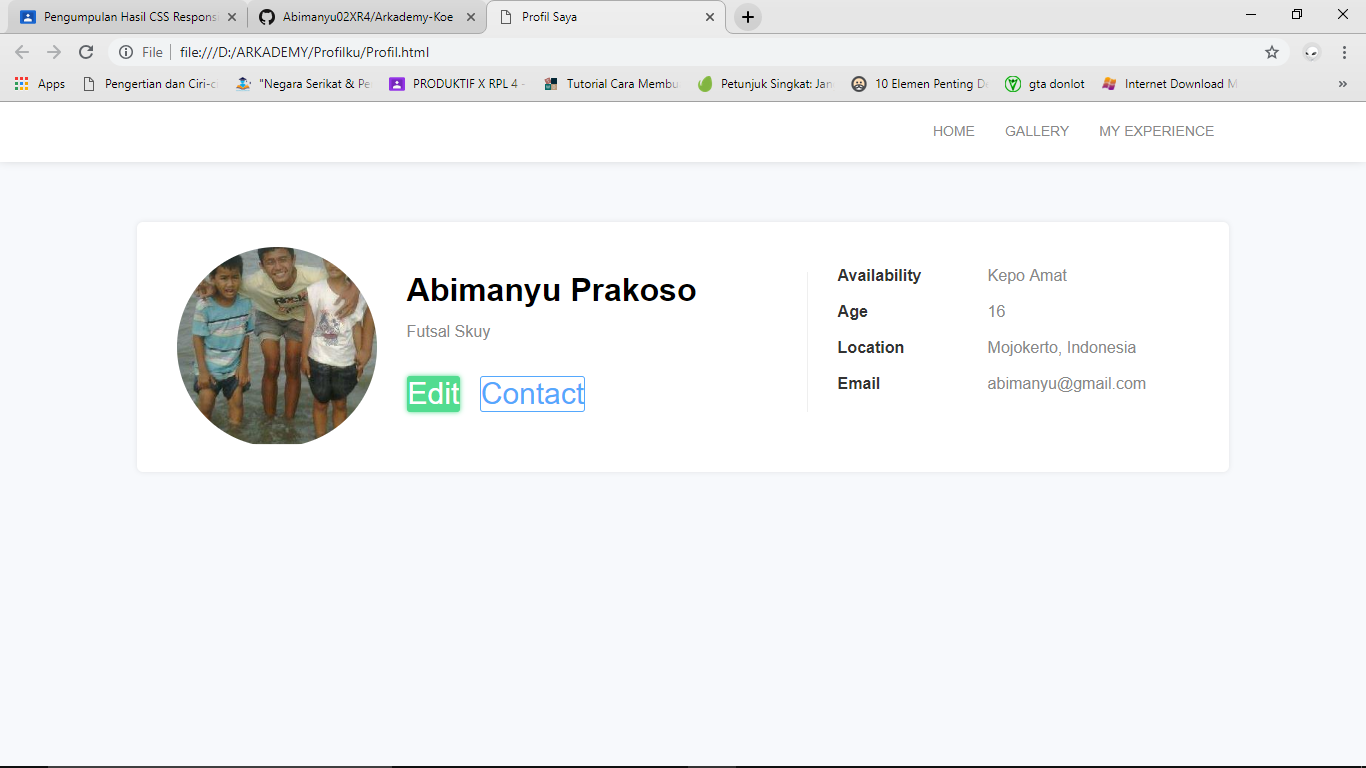 Pengumpulan Hasil CSS Respons
Abimanyu02XR4/Arkademy-Koe
Profil Saya
File
file:///D:/ARKADEMY/Profilku/Profil.html
Apps
Pengertian dan Ciri-c
"Negara Serikat & Pe
PRODUKTIF X RPL 4 -
Tutorial Cara Membu
Petunjuk Singkat: Jan
10 Elemen Penting De
gta donlot
Internet Download M
»
HOME
GALLERY
MY EXPERIENCE
Abimanyu Prakoso
Futsal Skuy
Edit
Contact
Availability Kepo Amat
Age 16
Location Mojokerto, Indonesia
Email abimanyu@gmail.com